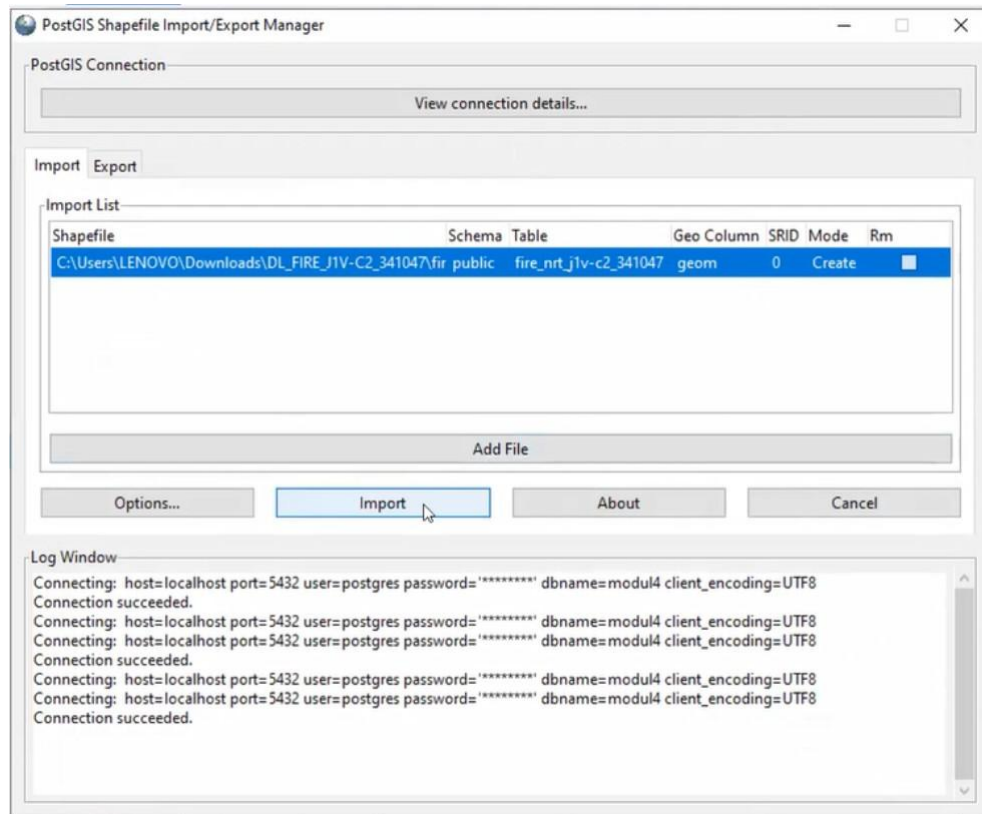 PostGIS Shapefile Import/Export Manager
PostGIS Connection
View connection details...
Import Export
Import List
Shapefile Schema Table Geo Column SRID Mode Rm
C:\Users\LENOVO\Downloads\DL_FIRE_J1V-C2_341047\fir public fire_nrt_j1v-c2_341047 geom 0 Create
Add File
Options... Import About Cancel
Log Window
Connecting: host=localhost port=5432 user=postgres password='********' dbname=modul4 client_encoding=UTF8
Connection succeeded.
Connecting: host=localhost port=5432 user=postgres password='********' dbname=modul4 client_encoding=UTF8
Connecting: host=localhost port=5432 user=postgres password='********' dbname=modul4 client_encoding=UTF8
Connection succeeded.
Connecting: host=localhost port=5432 user=postgres password='********' dbname=modul4 client_encoding=UTF8
Connecting: host=localhost port=5432 user=postgres password='********' dbname=modul4 client_encoding=UTF8
Connection succeeded.